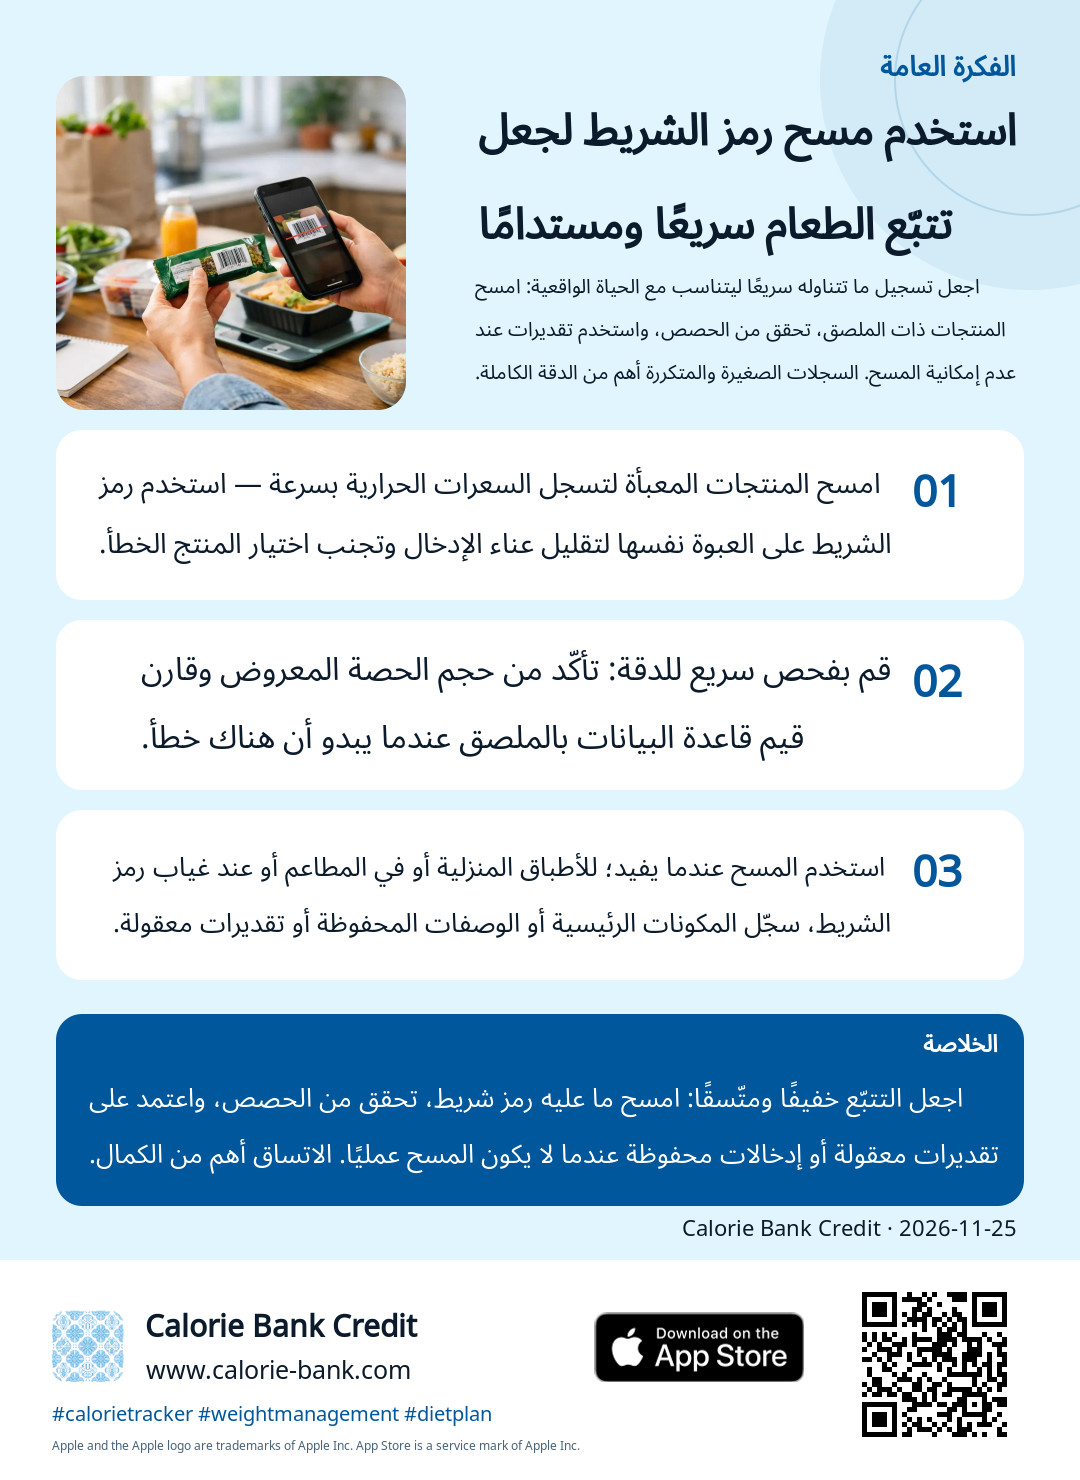 الفكرة العامة
استخدم مسح رمز الشريط لجعل
تتبّع الطعام سريعًا ومستدامًا
اجعل تسجيل ما تتناوله سريعًا ليتناسب مع الحياة الواقعية: امسح
المنتجات ذات الملصق، تحقق من الحصص، واستخدم تقديرات عند
عدم إمكانية المسح. السجلات الصغيرة والمتكررة أهم من الدقة الكاملة.
01
امسح المنتجات المعبأة لتسجل السعرات الحرارية بسرعة — استخدم رمز
الشريط على العبوة نفسها لتقليل عناء الإدخال وتجنب اختيار المنتج الخطأ.
02
قم بفحص سريع للدقة: تأكّد من حجم الحصة المعروض وقارن
قيم قاعدة البيانات بالملصق عندما يبدو أن هناك خطأ.
03
استخدم المسح عندما يفيد؛ للأطباق المنزلية أو في المطاعم أو عند غياب رمز
الشريط، سجّل المكونات الرئيسية أو الوصفات المحفوظة أو تقديرات معقولة.
الخلاصة
اجعل التتبّع خفيفًا ومتّسقًا: امسح ما عليه رمز شريط، تحقق من الحصص، واعتمد على
تقديرات معقولة أو إدخالات محفوظة عندما لا يكون المسح عمليًا. الاتساق أهم من الكمال.
Calorie Bank Credit · 2026-11-25
Calorie Bank Credit
www.calorie-bank.com
#calorietracker #weightmanagement #dietplan
Apple and the Apple logo are trademarks of Apple Inc. App Store is a service mark of Apple Inc.
Download on the
App Store